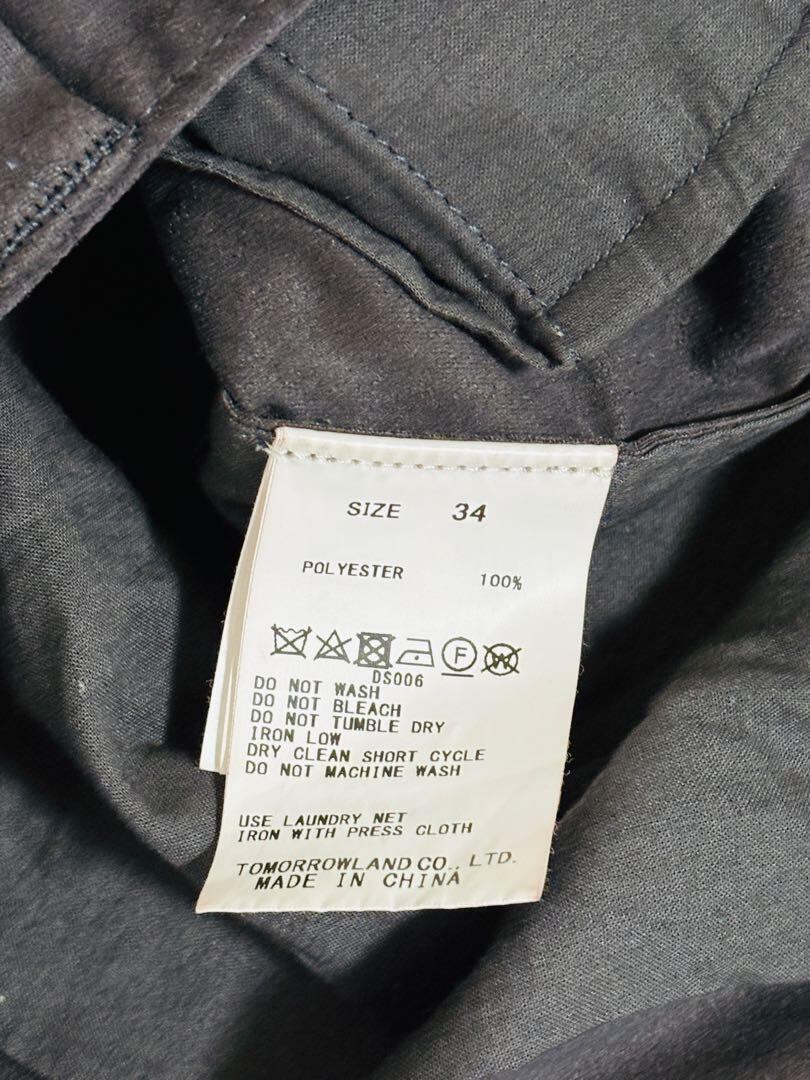 SIZE 34
POLYESTER 100%
F W
DS006
DO NOT WASH
DO NOT BLEACH
DO NOT TUMBLE DRY
IRON LOW
DRY CLEAN SHORT CYCLE
DO NOT MACHINE WASH
USE LAUNDRY NET
IRON WITH PRESS CLOTH
TOMORROWLAND CO., LTD.
MADE IN CHINA